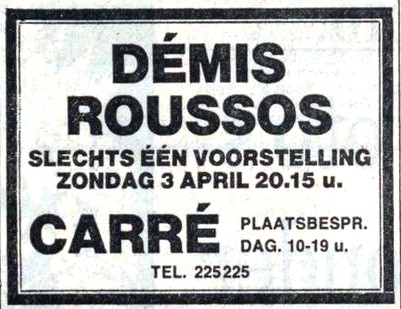 DÉMIS
ROUSSOS
SLECHTS ÉÉN VOORSTELLING
ZONDAG 3 APRIL 20.15 u.
CARRÉ
PLAATSBESPR.
DAG. 10-19 u.
TEL. 225225